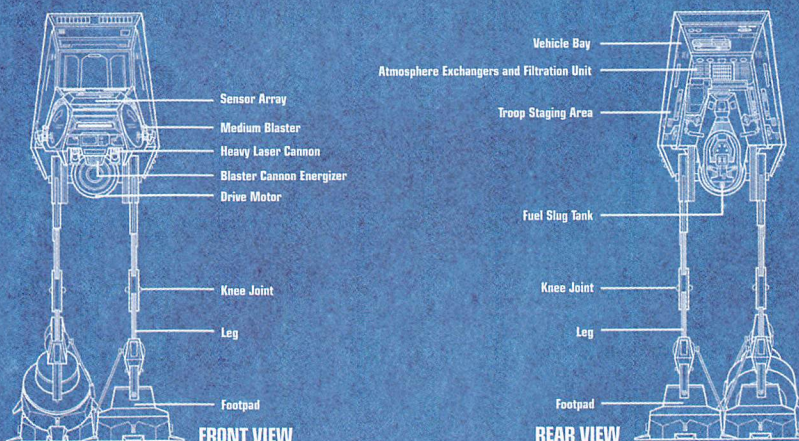 Sensor Array
Medium Blaster
Heavy Laser Cannon
Blaster Cannon Energizer
Drive Motor
Knee Joint
Leg
Footpad
FRONT VIEW
Vehicle Bay
Atmosphere Exchangers and Filtration Unit
Troop Staging Area
Fuel Slug Tank
Knee Joint
Leg
Footpad
REAR VIEW